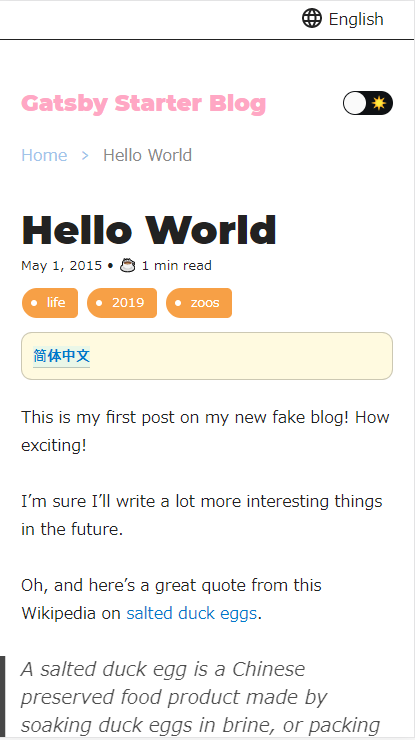 English
Gatsby Starter Blog
Home > Hello World
Hello World
May 1, 2015 • ☕ 1 min read
life 2019 zoos
简体中文
This is my first post on my new fake blog! How
exciting!
I’m sure I’ll write a lot more interesting things
in the future.
Oh, and here’s a great quote from this
Wikipedia on salted duck eggs.
A salted duck egg is a Chinese
preserved food product made by
soaking duck eggs in brine, or packing